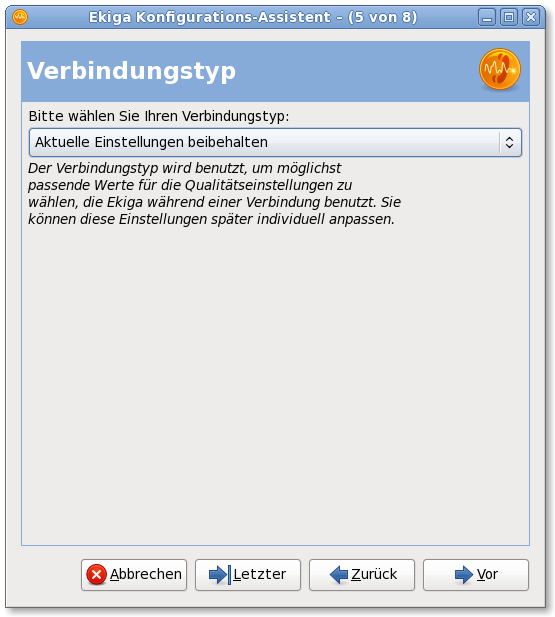 Ekiga Konfigurations-Assistent – (5 von 8)
Verbindungstyp
Bitte wählen Sie Ihren Verbindungstyp:
Aktuelle Einstellungen beibehalten
Der Verbindungstyp wird benutzt, um möglichst
passende Werte für die Qualitätseinstellungen zu
wählen, die Ekiga während einer Verbindung benutzt. Sie
können diese Einstellungen später individuell anpassen.
Abbrechen
Letzter
Zurück
Vor